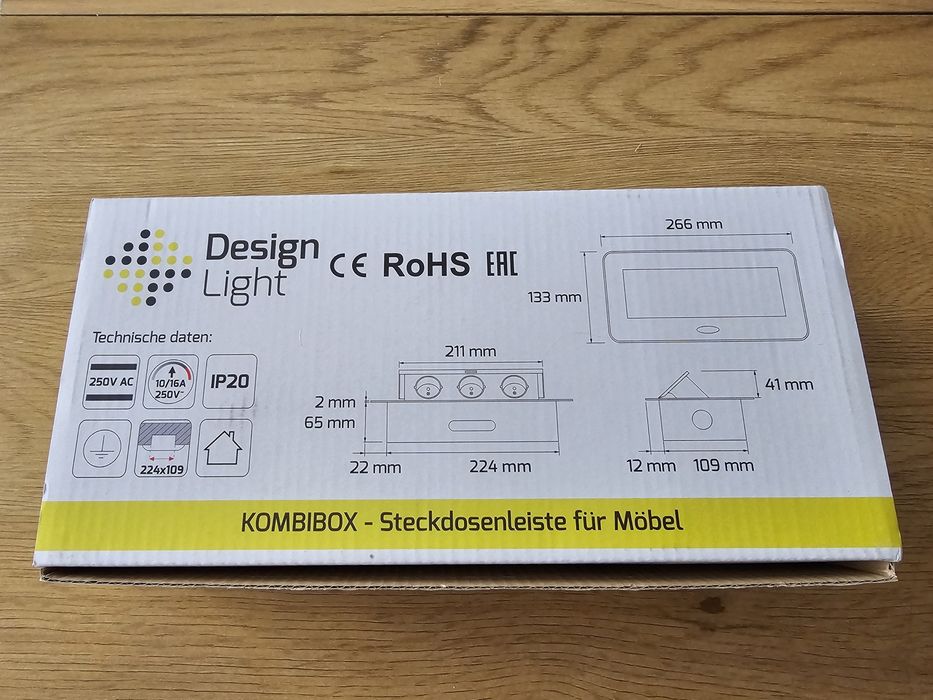 Design
Light
CE RoHS EAC
Technische daten:
250V AC
10/16A
250V~
IP20
224x109
266 mm
133 mm
211 mm
2 mm
65 mm
22 mm
224 mm
41 mm
12 mm
109 mm
KOMBIBOX - Steckdosenleiste für Möbel